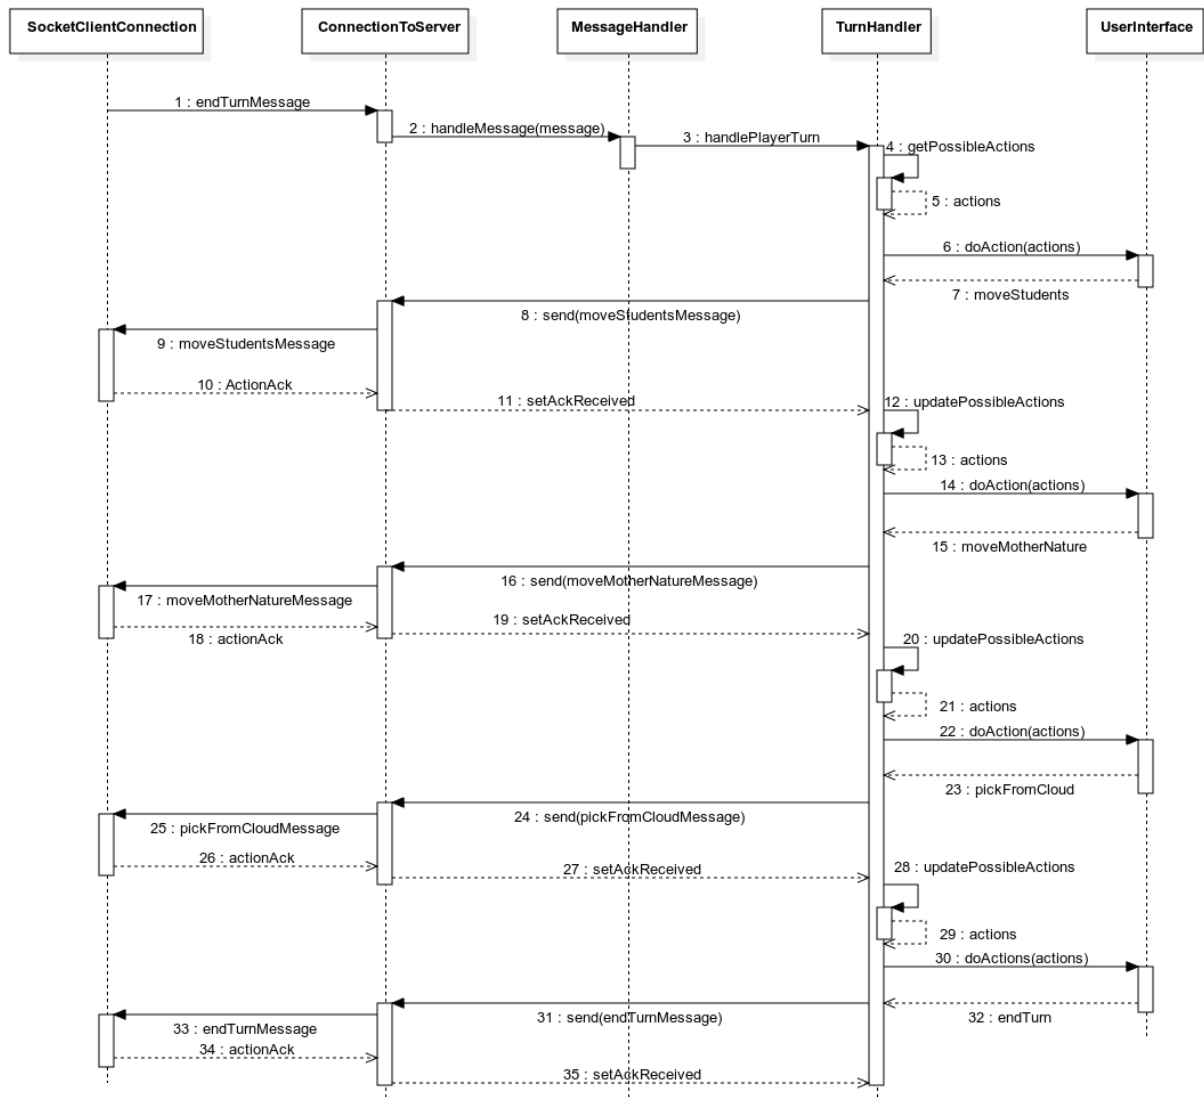 SocketClientConnection
ConnectionToServer
MessageHandler
TurnHandler
UserInterface
1 : endTurnMessage
2 : handleMessage(message)
3 : handlePlayerTurn
4 : getPossibleActions
5 : actions
6 : doAction(actions)
7 : moveStudents
8 : send(moveStudentsMessage)
9 : moveStudentsMessage
10 : ActionAck
11 : setAckReceived
12 : updatePossibleActions
13 : actions
14 : doAction(actions)
15 : moveMotherNature
16 : send(moveMotherNatureMessage)
17 : moveMotherNatureMessage
18 : actionAck
19 : setAckReceived
20 : updatePossibleActions
21 : actions
22 : doAction(actions)
23 : pickFromCloud
24 : send(pickFromCloudMessage)
25 : pickFromCloudMessage
26 : actionAck
27 : setAckReceived
28 : updatePossibleActions
29 : actions
30 : doActions(actions)
31 : send(endTurnMessage)
32 : endTurn
33 : endTurnMessage
34 : actionAck
35 : setAckReceived